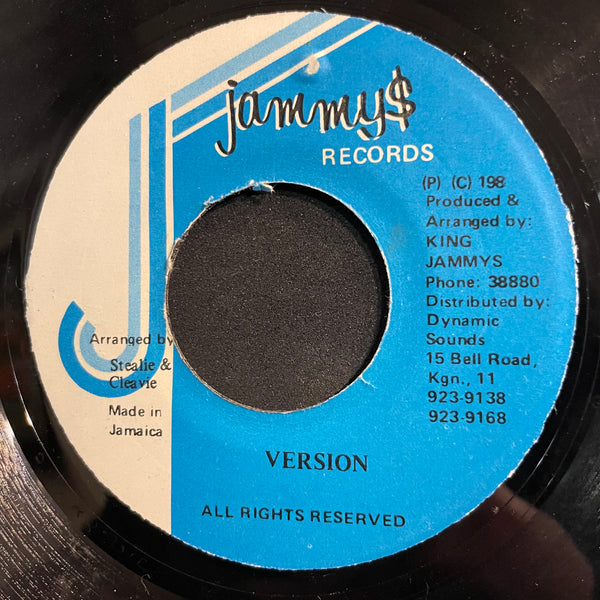 jammy$
RECORDS
(P) (C) 198
Produced &
Arranged by:
KING
JAMMYS
Phone: 38880
Distributed by:
Dynamic
Sounds
15 Bell Road,
Kgn., 11
923-9138
923-9168
Arranged by
Stealie &
Cleavie
Made in
Jamaica
VERSION
ALL RIGHTS RESERVED